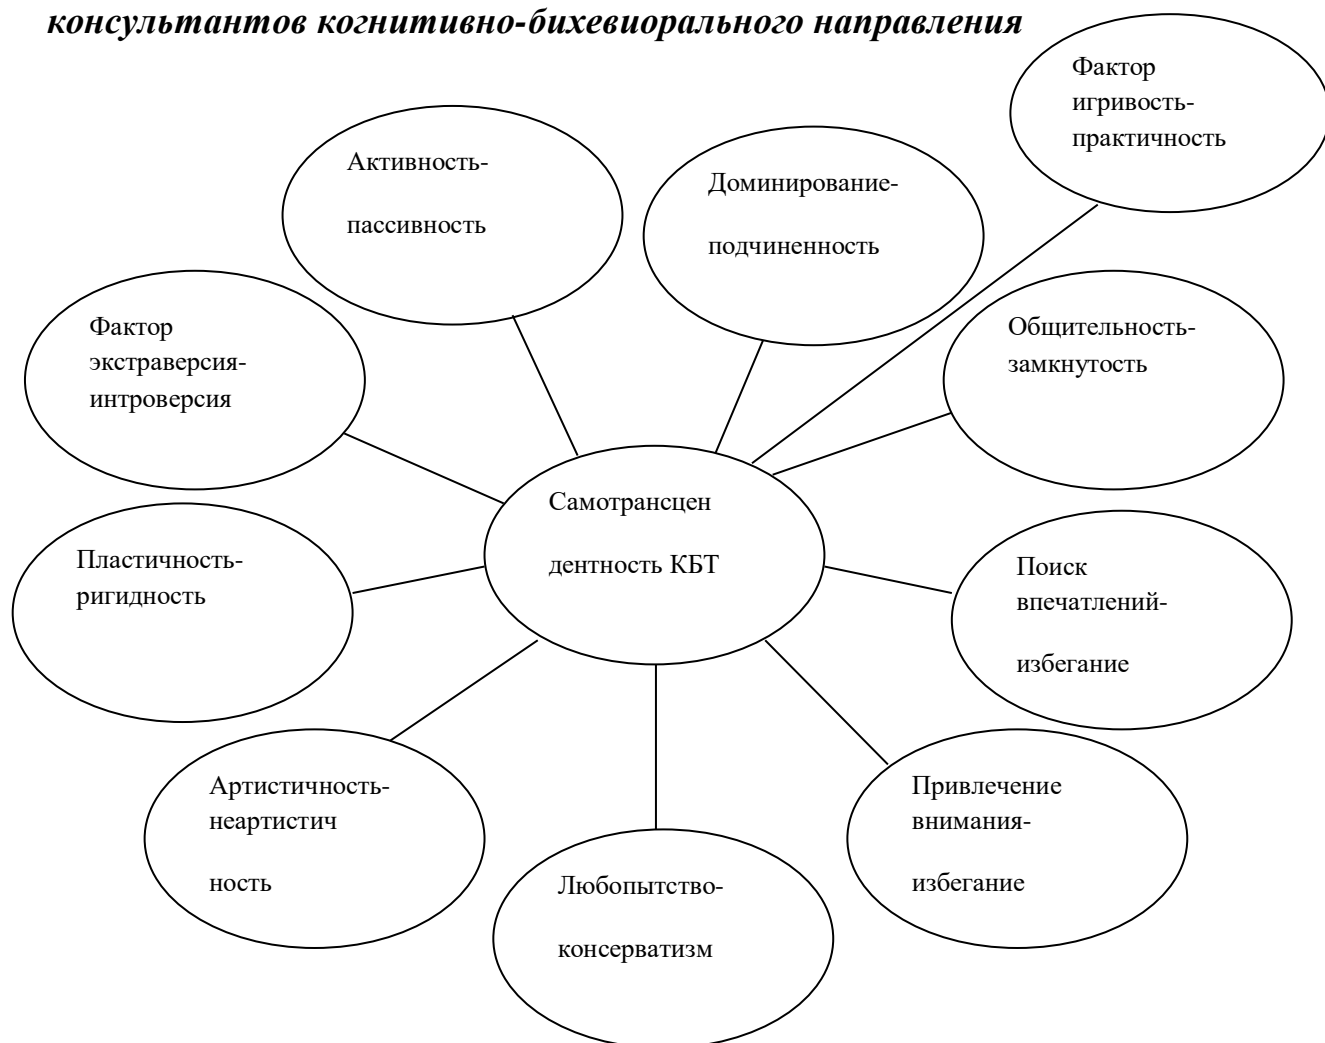 консультантов когнитивно-бихевиорального направления
Фактор
игривость-
практичность
Активность-
пассивность
Доминирование-
подчиненность
Фактор
экстраверсия-
интроверсия
Общительность-
замкнутость
Самотрансцен
дентность КБТ
Пластичность-
ригидность
Поиск
впечатлений-
избегание
Артистичность-
неартистич
ность
Привлечение
внимания-
избегание
Любопытство-
консерватизм